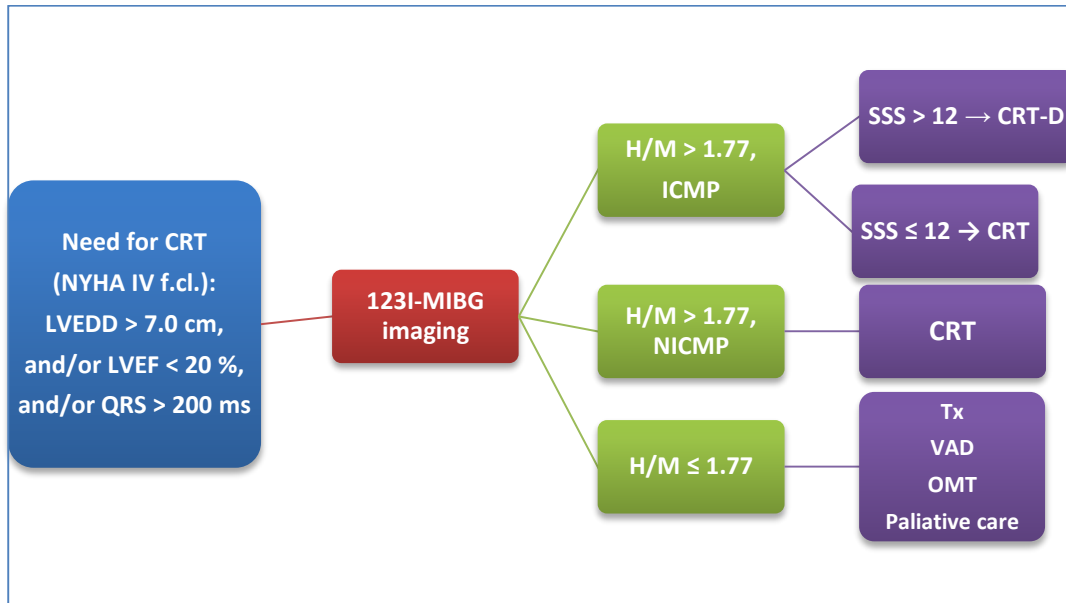 Need for CRT
(NYHA IV f.cl.):
LVEDD > 7.0 cm,
and/or LVEF < 20 %,
and/or QRS > 200 ms
123I-MIBG
imaging
H/M > 1.77,
ICMP
SSS > 12 → CRT-D
SSS ≤ 12 → CRT
H/M > 1.77,
NICMP
CRT
H/M ≤ 1.77
Tx
VAD
OMT
Paliative care